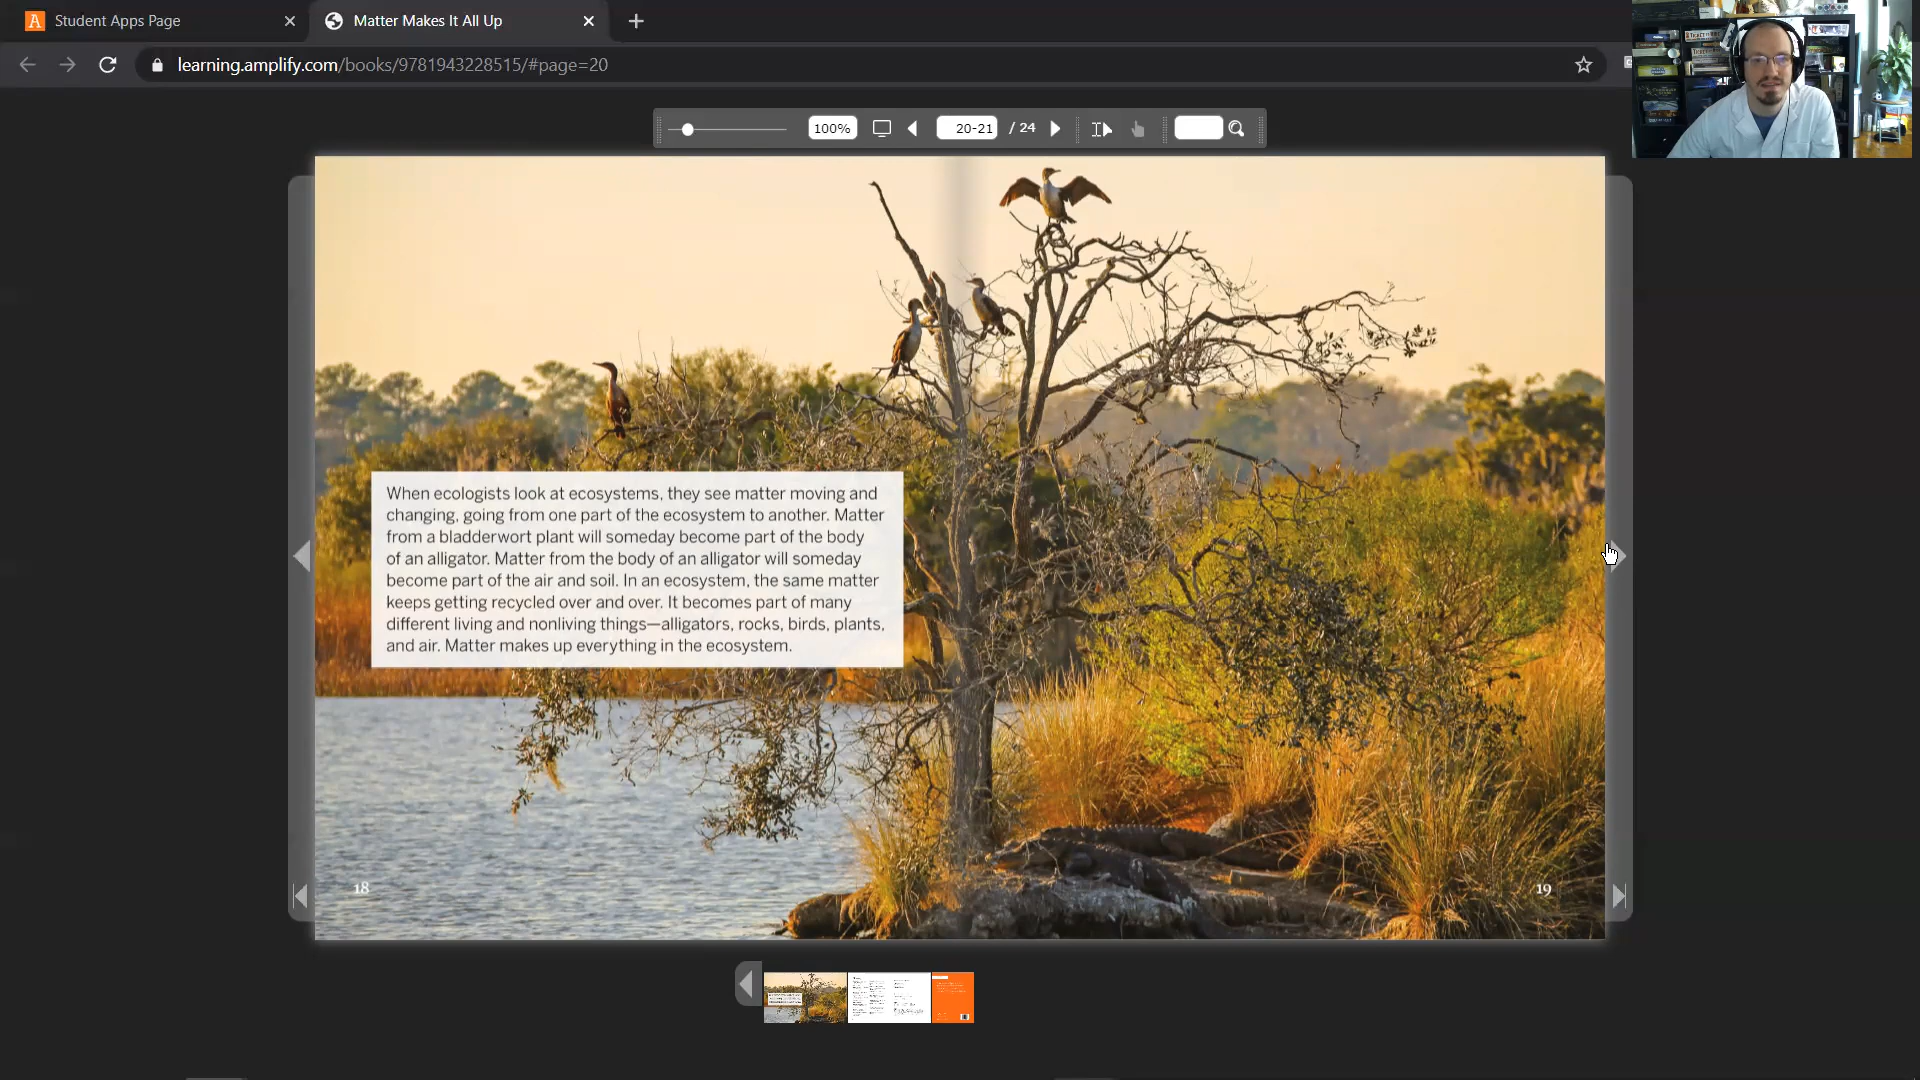 Student Apps Page
Matter Makes It All Up
learning.amplify.com/books/9781943228515/#page=20
100%
20-21
/ 24
When ecologists look at ecosystems, they see matter moving and
changing, going from one part of the ecosystem to another. Matter
from a bladderwort plant will someday become part of the body
of an alligator. Matter from the body of an alligator will someday
become part of the air and soil. In an ecosystem, the same matter
keeps getting recycled over and over. It becomes part of many
different living and nonliving things—alligators, rocks, birds, plants,
and air. Matter makes up everything in the ecosystem.
18
19